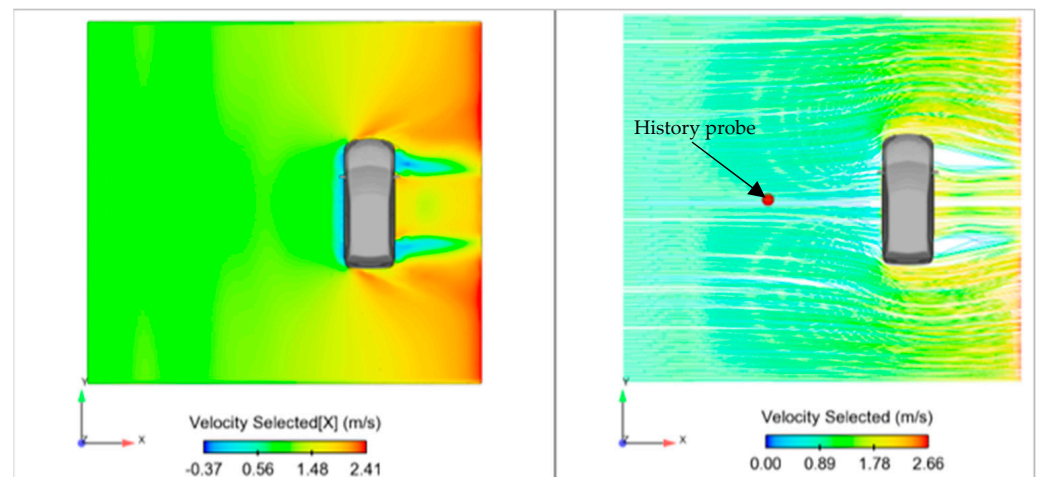 History probe
Y
X
Z
Velocity Selected[X] (m/s)
-0.37 0.56 1.48 2.41
Y
X
Z
Velocity Selected (m/s)
0.00 0.89 1.78 2.66